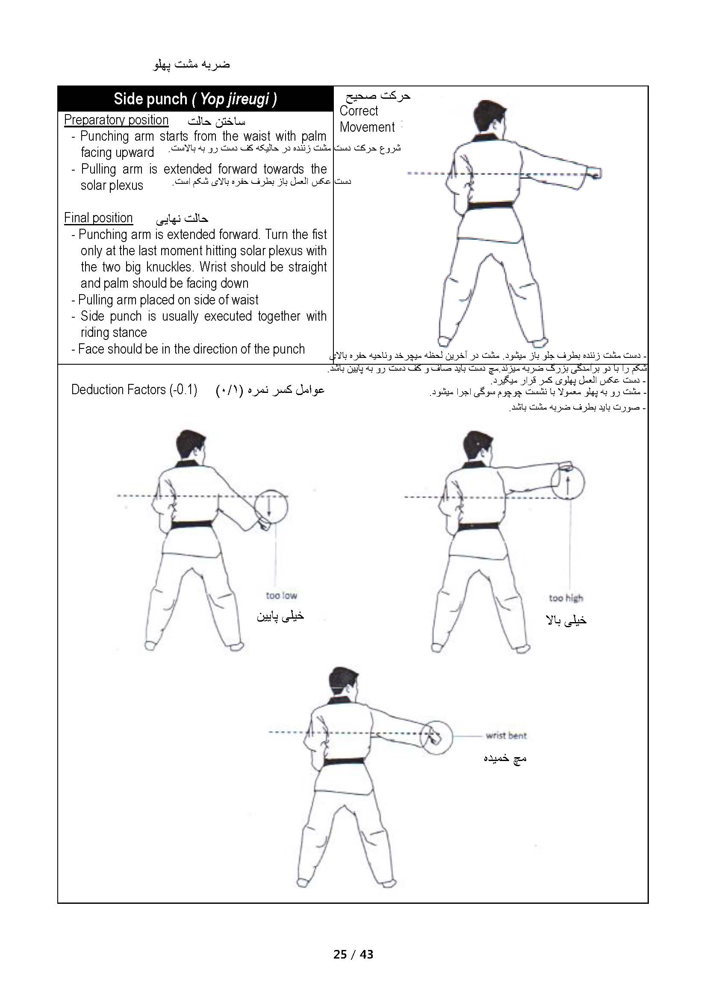 ضربه مشت پهلو
Side punch ( Yop jireugi )
Preparatory position ساختن حالت
- Punching arm starts from the waist with palm
facing upward شروع حرکت دست مشت زننده در حالیکه کف دست رو به بالاست.
- Pulling arm is extended forward towards the
solar plexus دست عکس العمل باز بطرف حفره بالای شکم است.
Final position حالت نهایی
- Punching arm is extended forward. Turn the fist
only at the last moment hitting solar plexus with
the two big knuckles. Wrist should be straight
and palm should be facing down
- Pulling arm placed on side of waist
- Side punch is usually executed together with
riding stance
- Face should be in the direction of the punch
حرکت صحیح
Correct
Movement :
- دست مشت زننده بطرف جلو باز میشود. مشت در آخرین لحظه میچرخد وناحیه حفره بالای
شکم را با دو برآمدگی بزرگ ضربه میزند.مچ دست باید صاف و کف دست رو به پایین باشد.
- دست عکس العمل پهلوی کمر قرار میگیرد.
- مشت رو به پهلو معمولا با نشست چوچوم سوگی اجرا میشود.
- صورت باید بطرف ضربه مشت باشد.
Deduction Factors (-0.1) عوامل کسر نمره (۰/۱)
too low
خیلی پایین
too high
خیلی بالا
wrist bent
مچ خمیده
25 / 43